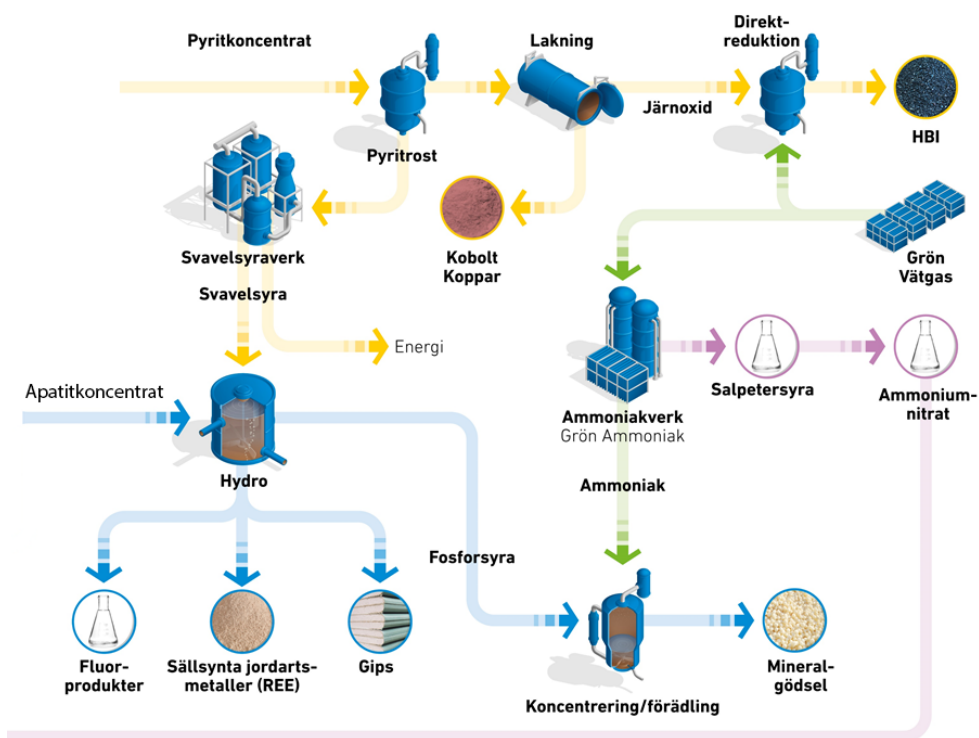 Pyritkoncentrat
Lakning
Direkt-
reduktion
Järnoxid
HBI
Pyritrost
Svavelsyraverk
Svavelsyra
Kobolt
Koppar
Grön
Vätgas
Energi
Apatitkoncentrat
Salpetersyra
Ammonium-
nitrat
Ammoniakverk
Grön Ammoniak
Hydro
Ammoniak
Fosforsyra
Fluor-
produkter
Sällsynta jordarts-
metaller (REE)
Gips
Mineral-
gödsel
Koncentrering/förädling